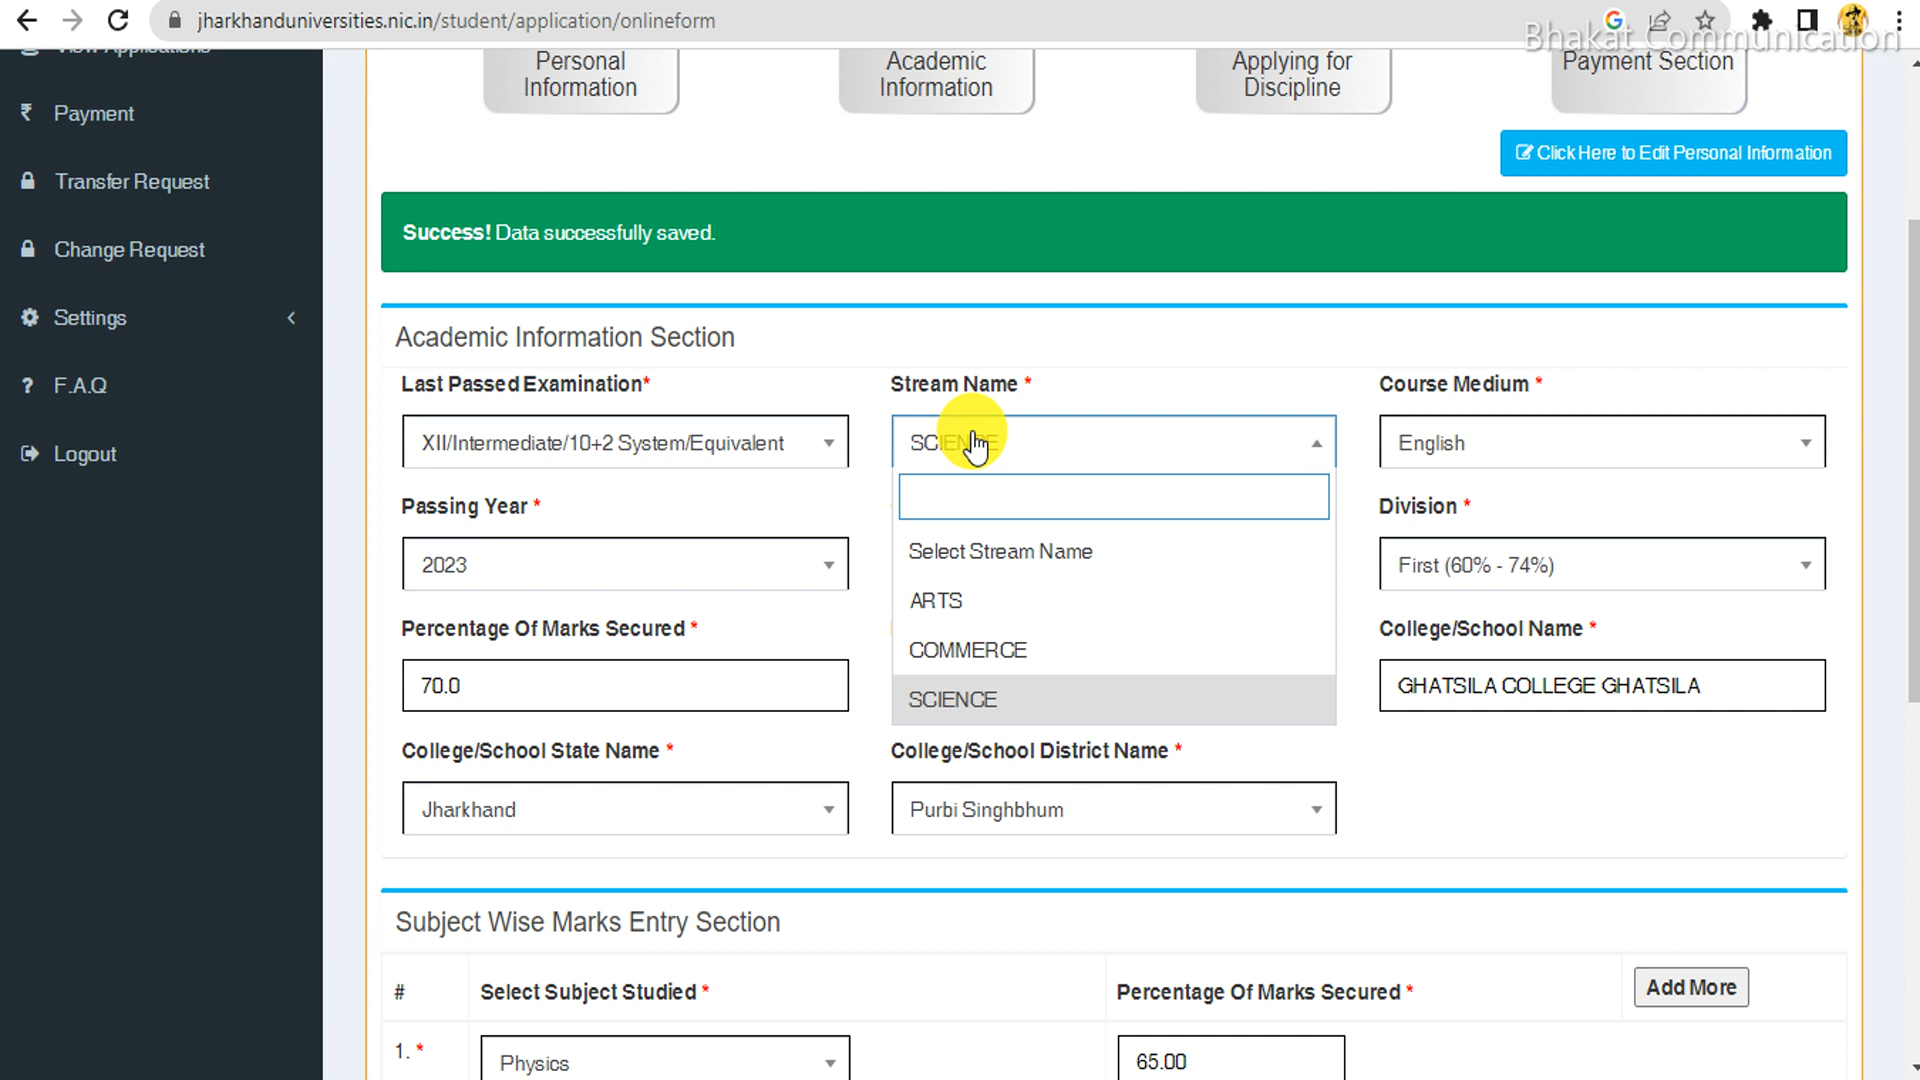 jharkhanduniversities.nic.in/student/application/onlineform
Bhakat Communication
View Applications
Payment
Transfer Request
Change Request
Settings
F.A.Q
Logout
Personal
Information
Academic
Information
Applying for
Discipline
Payment Section
Click Here to Edit Personal Information
Success! Data successfully saved.
Academic Information Section
Last Passed Examination*
Stream Name *
Course Medium *
XII/Intermediate/10+2 System/Equivalent
SCIENCE
English
Passing Year *
Division *
2023
Select Stream Name
First (60% - 74%)
ARTS
Percentage Of Marks Secured *
COMMERCE
College/School Name *
70.0
SCIENCE
GHATSILA COLLEGE GHATSILA
College/School State Name *
College/School District Name *
Jharkhand
Purbi Singhbhum
Subject Wise Marks Entry Section
#
Select Subject Studied *
Percentage Of Marks Secured *
Add More
1. *
Physics
65.00